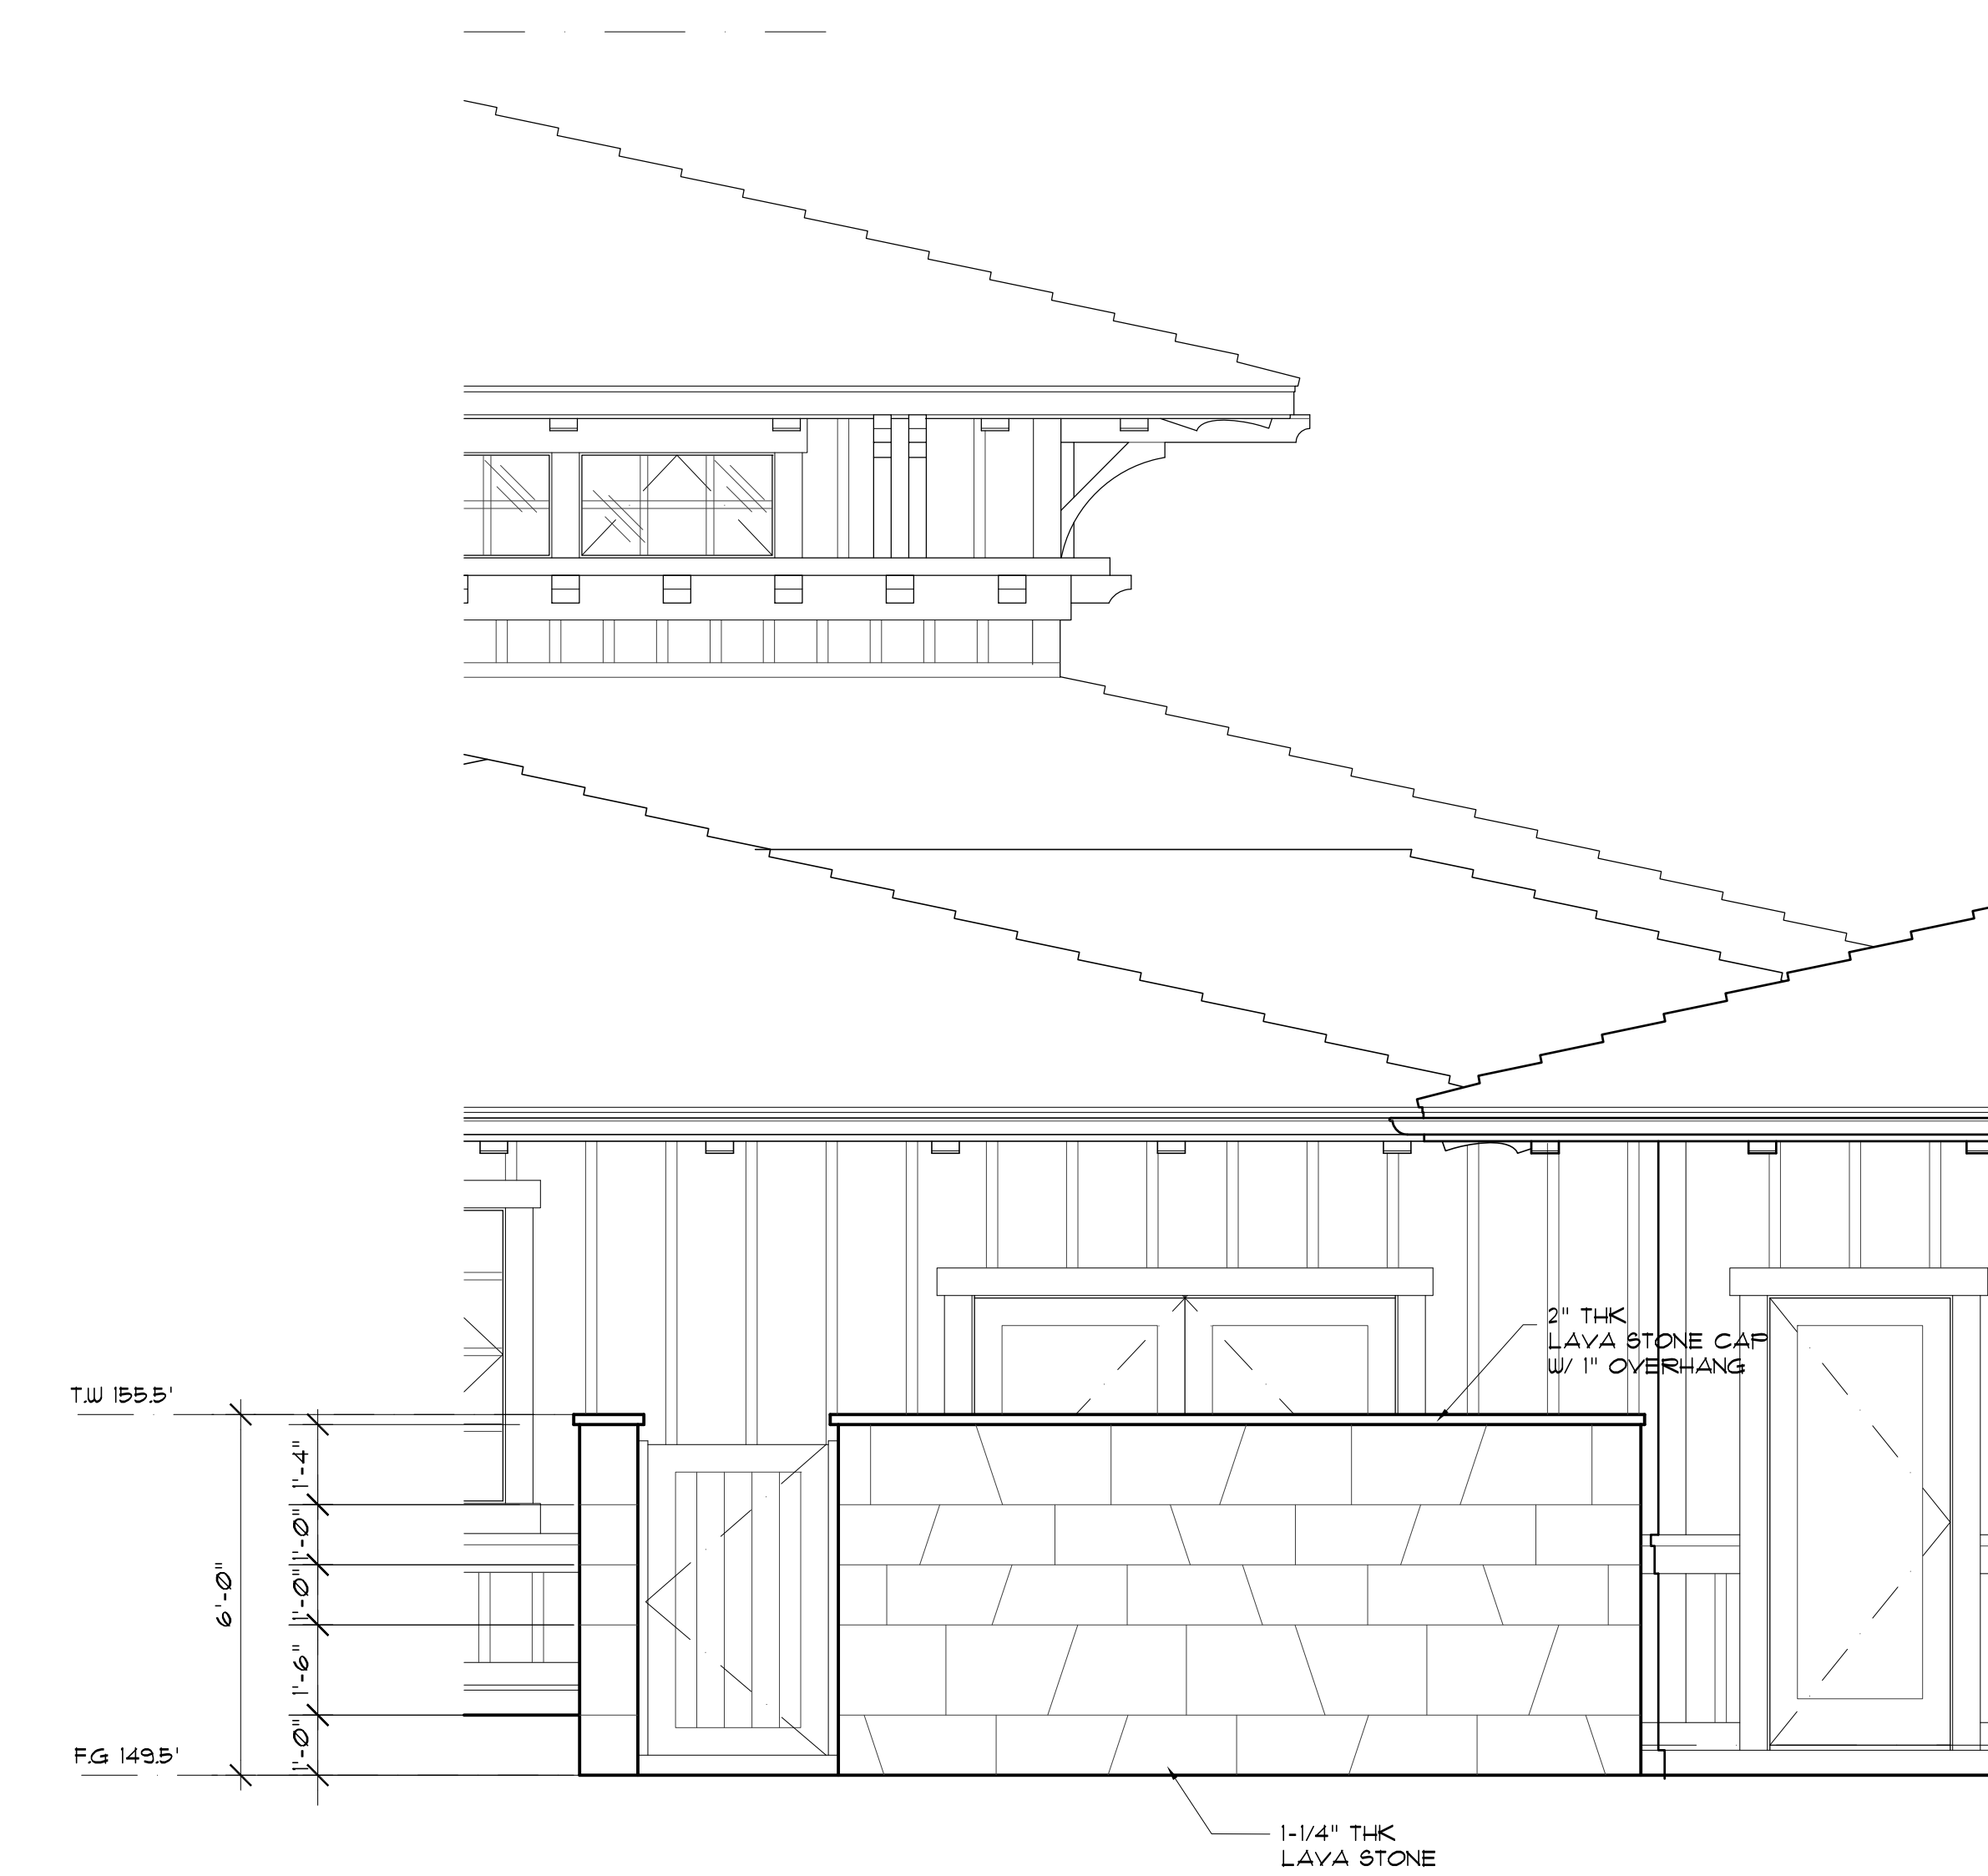 2" THK
LAVA STONE CAP
W/ 1" OVERHANG
T.W 155.5'
1'-4"
1'-0"
1'-0"
6'-0"
1'-6"
1'-0"
F.G 149.5'
1-1/4" THK
LAVA STONE